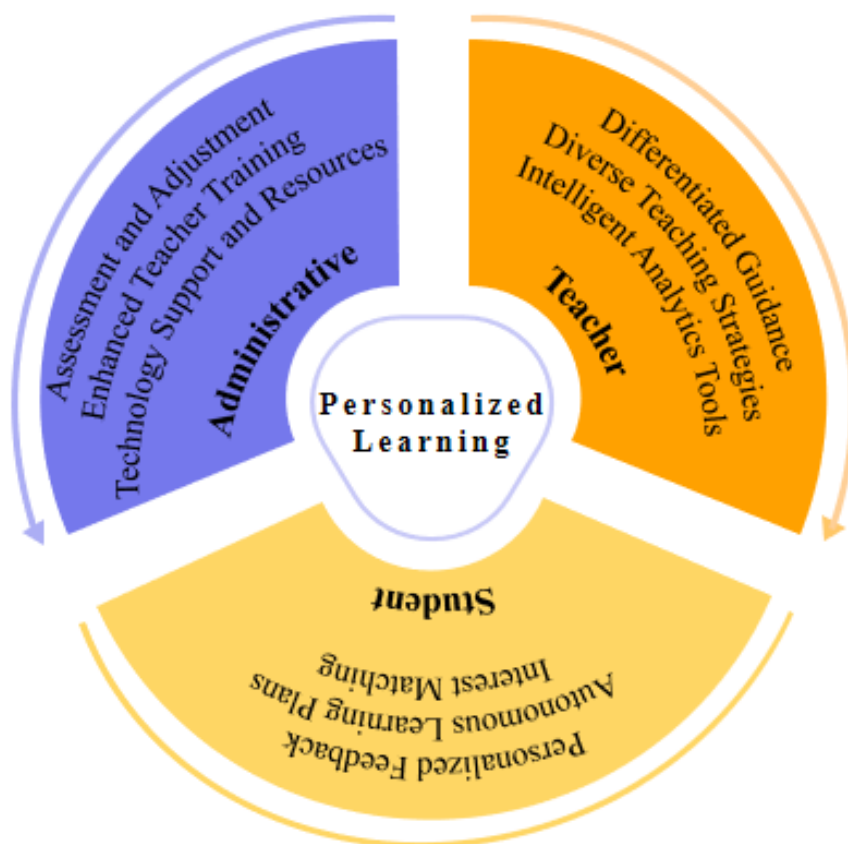 Assessment and Adjustment
Enhanced Teacher Training
Technology Support and Resources
Administrative
Differentiated Guidance
Diverse Teaching Strategies
Intelligent Analytics Tools
Teacher
Personalized
Learning
Student
Interest Matching
Autonomous Learning Plans
Personalized Feedback